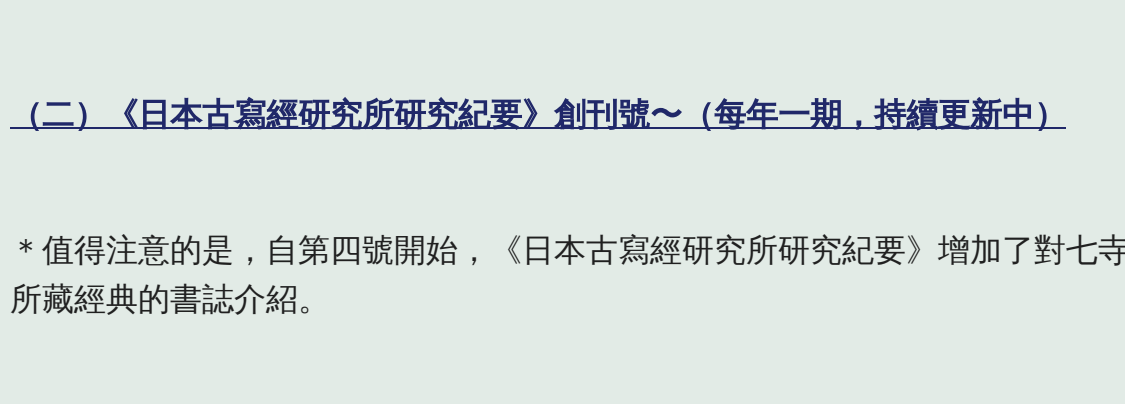 （二）《日本古寫經研究所研究紀要》創刊號～（每年一期，持續更新中）
＊值得注意的是，自第四號開始，《日本古寫經研究所研究紀要》增加了對七寺
所藏經典的書誌介紹。